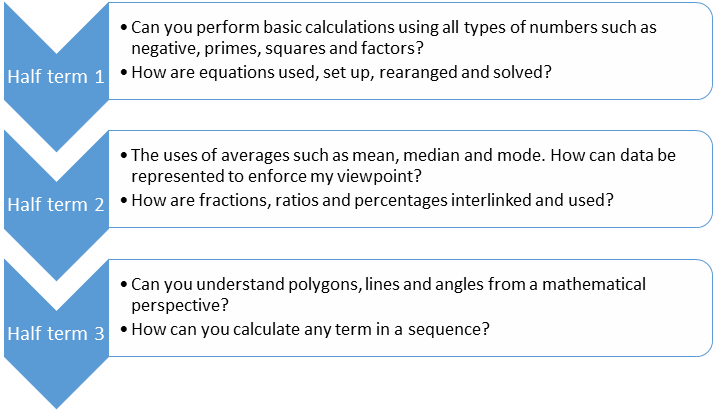 Half term 1
• Can you perform basic calculations using all types of numbers such as
negative, primes, squares and factors?
• How are equations used, set up, rearanged and solved?
Half term 2
• The uses of averages such as mean, median and mode. How can data be
represented to enforce my viewpoint?
• How are fractions, ratios and percentages interlinked and used?
Half term 3
• Can you understand polygons, lines and angles from a mathematical
perspective?
• How can you calculate any term in a sequence?